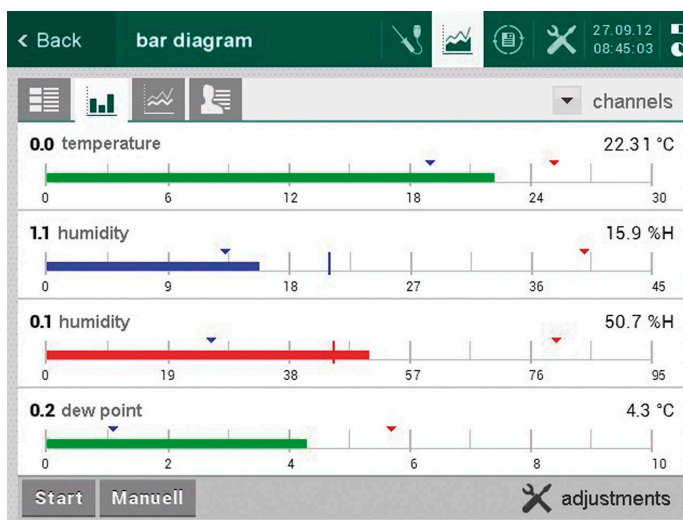 < Back bar diagram 27.09.12
08:45:03
channels
0.0 temperature 22.31 °C
0 6 12 18 24 30
1.1 humidity 15.9 %H
0 9 18 27 36 45
0.1 humidity 50.7 %H
0 19 38 57 76 95
0.2 dew point 4.3 °C
0 2 4 6 8 10
Start Manuell adjustments